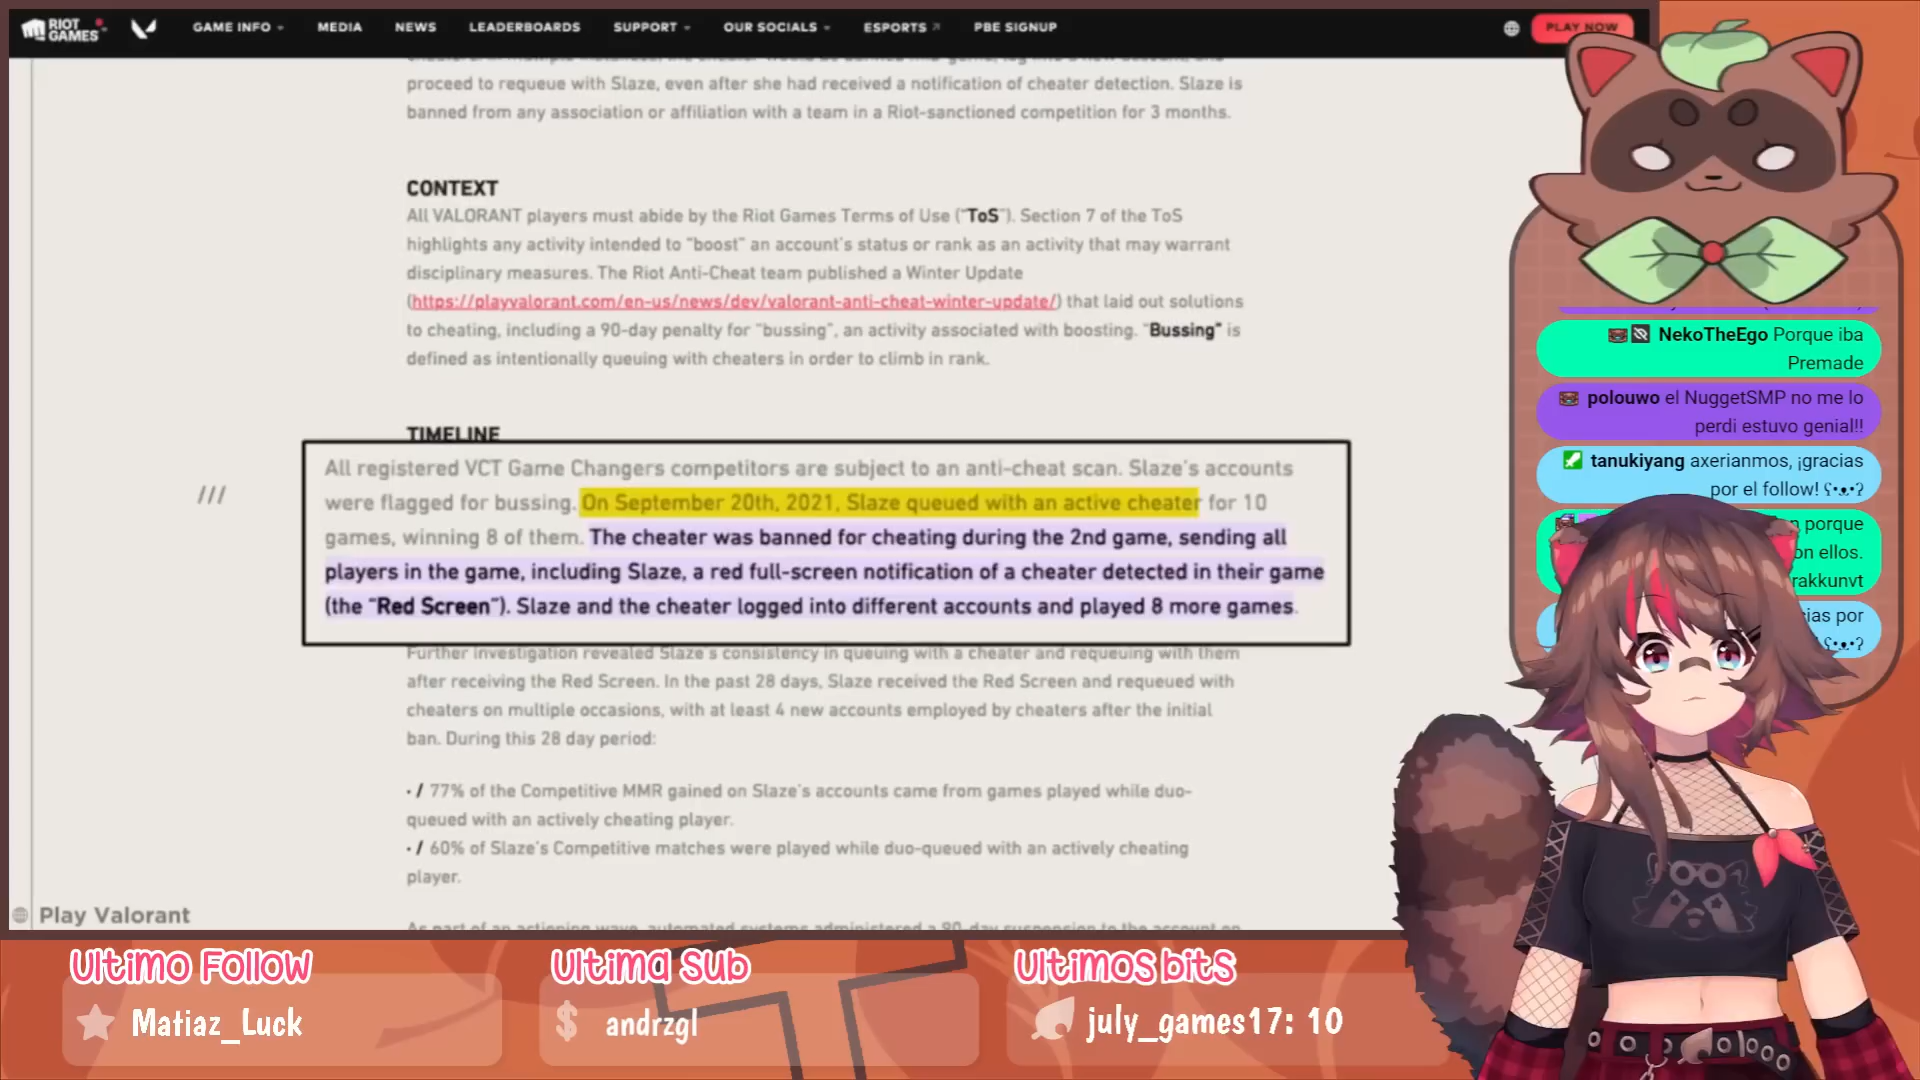 RIOT GAMES
GAME INFO
MEDIA
NEWS
LEADERBOARDS
SUPPORT
OUR SOCIALS
ESPORTS
PBE SIGNUP
PLAY NOW
proceed to requeue with Slaze, even after she had received a notification of cheater detection. Slaze is
banned from any association or affiliation with a team in a Riot-sanctioned competition for 3 months.
CONTEXT
All VALORANT players must abide by the Riot Games Terms of Use ("ToS"). Section 7 of the ToS
highlights any activity intended to "boost" an account's status or rank as an activity that may warrant
disciplinary measures. The Riot Anti-Cheat team published a Winter Update
(https://playvalorant.com/en-us/news/dev/valorant-anti-cheat-winter-update/) that laid out solutions
to cheating, including a 90-day penalty for "bussing", an activity associated with boosting. "Bussing" is
defined as intentionally queuing with cheaters in order to climb in rank.
TIMELINE
All registered VCT Game Changers competitors are subject to an anti-cheat scan. Slaze's accounts
were flagged for bussing. On September 20th, 2021, Slaze queued with an active cheater for 10
games, winning 8 of them. The cheater was banned for cheating during the 2nd game, sending all
players in the game, including Slaze, a red full-screen notification of a cheater detected in their game
(the "Red Screen"). Slaze and the cheater logged into different accounts and played 8 more games.
///
Further investigation revealed Slaze's consistency in queuing with a cheater and requeuing with them
after receiving the Red Screen. In the past 28 days, Slaze received the Red Screen and requeued with
cheaters on multiple occasions, with at least 4 new accounts employed by cheaters after the initial
ban. During this 28 day period:
• / 77% of the Competitive MMR gained on Slaze's accounts came from games played while duo-
queued with an actively cheating player.
• / 60% of Slaze's Competitive matches were played while duo-queued with an actively cheating
player.
Play Valorant
NekoTheEgo Porque iba
Premade
polouwo el NuggetSMP no me lo
perdi estuvo genial!!
tanukiyang axerianmos, ¡gracias
por el follow! ʕ•ᴥ•ʔ
porque
on ellos.
rakkunvt
ias por
Ultimo Follow
Matiaz_Luck
Ultima Sub
andrzgl
Ultimos bits
july_games17: 10